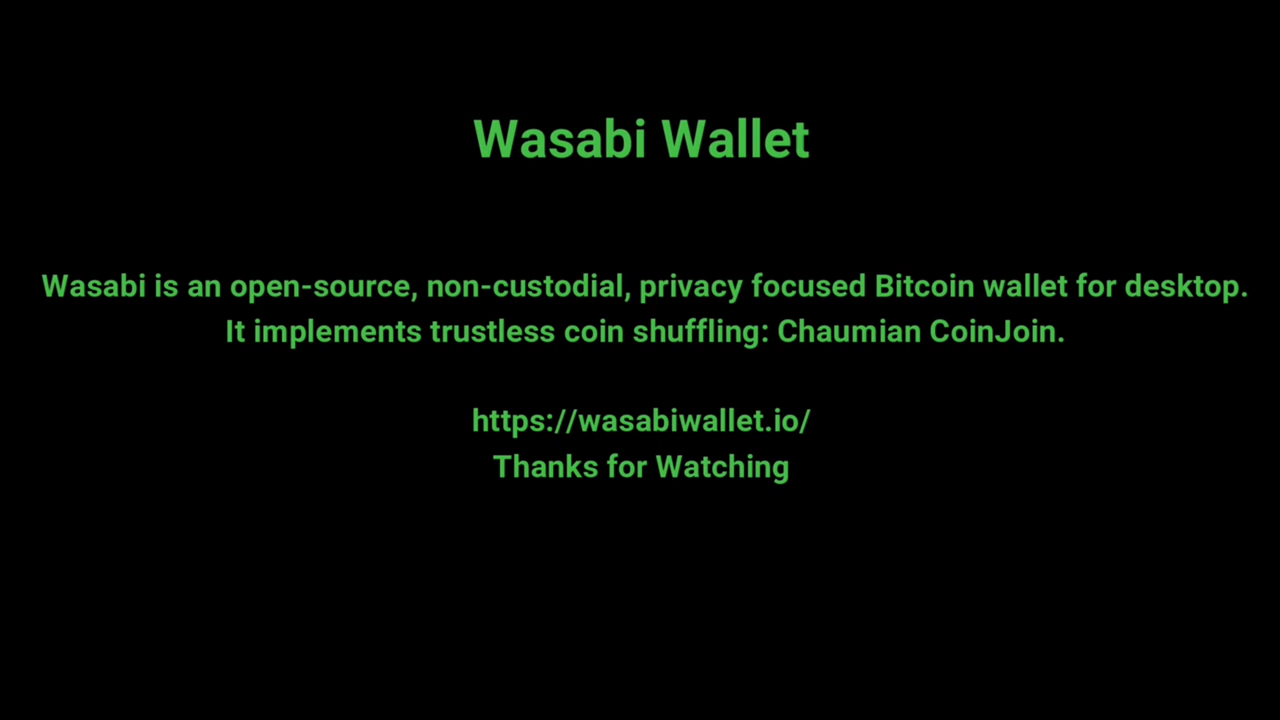 Wasabi Wallet
Wasabi is an open-source, non-custodial, privacy focused Bitcoin wallet for desktop.
It implements trustless coin shuffling: Chaumian CoinJoin.
https://wasabiwallet.io/
Thanks for Watching